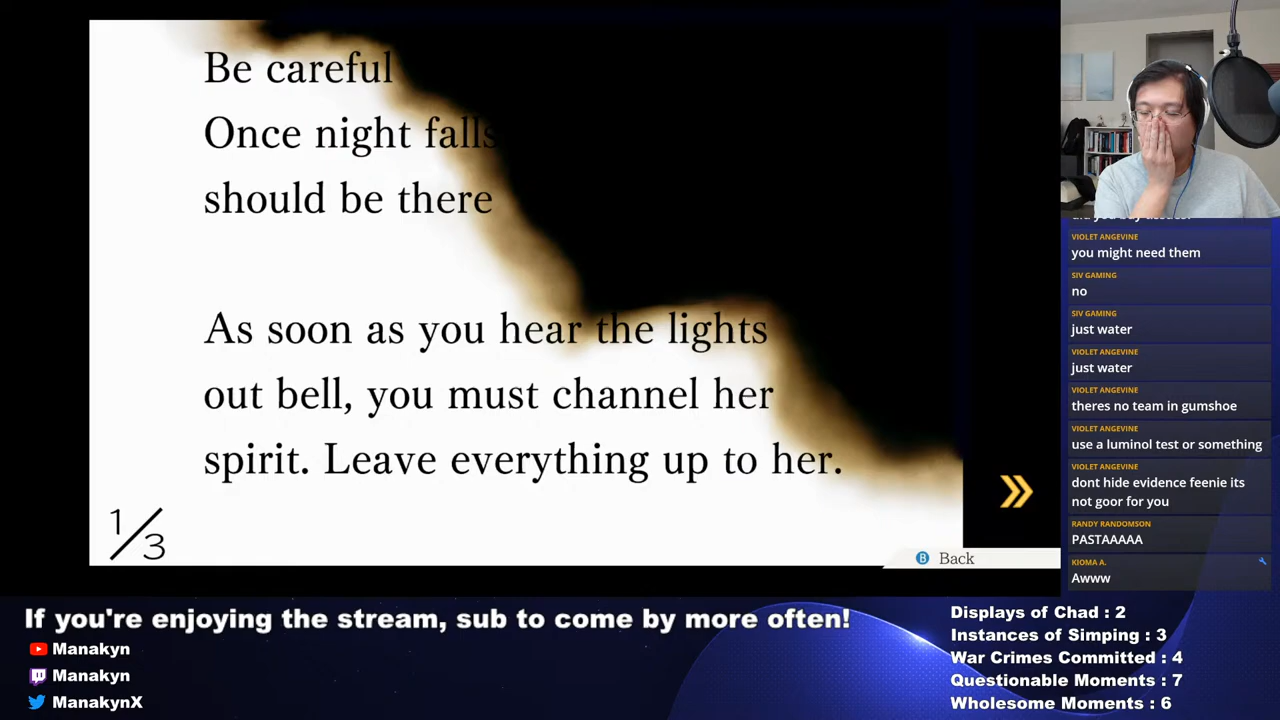 Be careful
Once night falls
should be there
As soon as you hear the lights
out bell, you must channel her
spirit. Leave everything up to her.
1/3
B Back
VIOLET ANGEVINE
you might need them
SIV GAMING
no
SIV GAMING
just water
VIOLET ANGEVINE
just water
VIOLET ANGEVINE
theres no team in gumshoe
VIOLET ANGEVINE
use a luminol test or something
VIOLET ANGEVINE
dont hide evidence feenie its
not goor for you
RANDY RANDOMSON
PASTAAAAA
KIOMA A.
Awww
If you're enjoying the stream, sub to come by more often!
Manakyn
Manakyn
ManakynX
Displays of Chad : 2
Instances of Simping : 3
War Crimes Committed : 4
Questionable Moments : 7
Wholesome Moments : 6